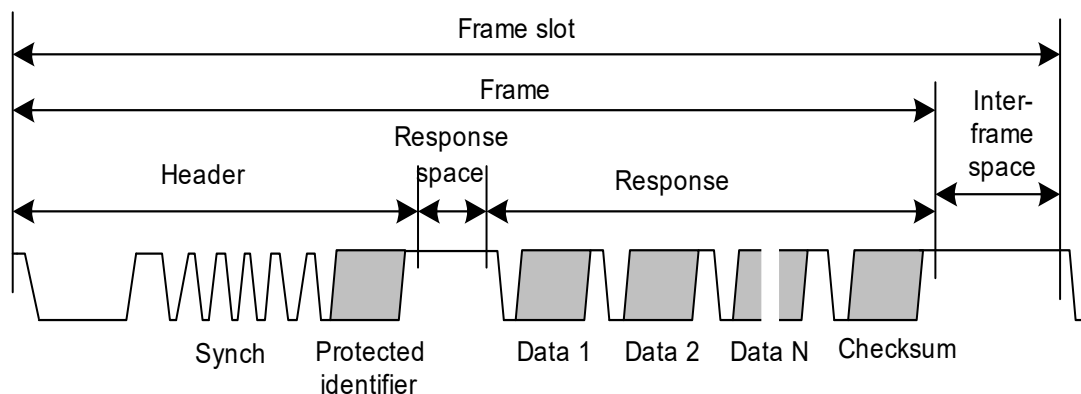 Frame slot
Frame
Inter-
frame
space
Response
space
Header
Response
Synch
Protected
identifier
Data 1
Data 2
Data N
Checksum